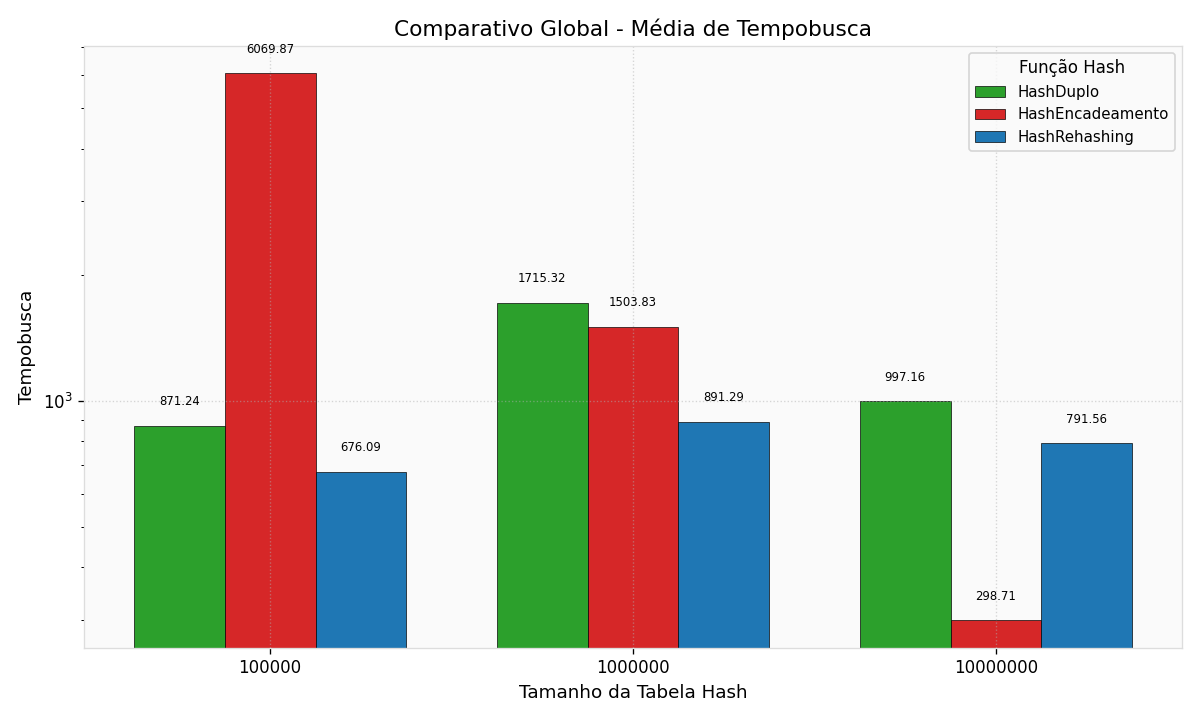 Comparativo Global - Média de Tempobusca
6069.87
Função Hash
HashDuplo
HashEncadeamento
HashRehashing
1715.32
1503.83
997.16
871.24
891.29
791.56
676.09
298.71
10³
Tempobusca
100000
1000000
10000000
Tamanho da Tabela Hash